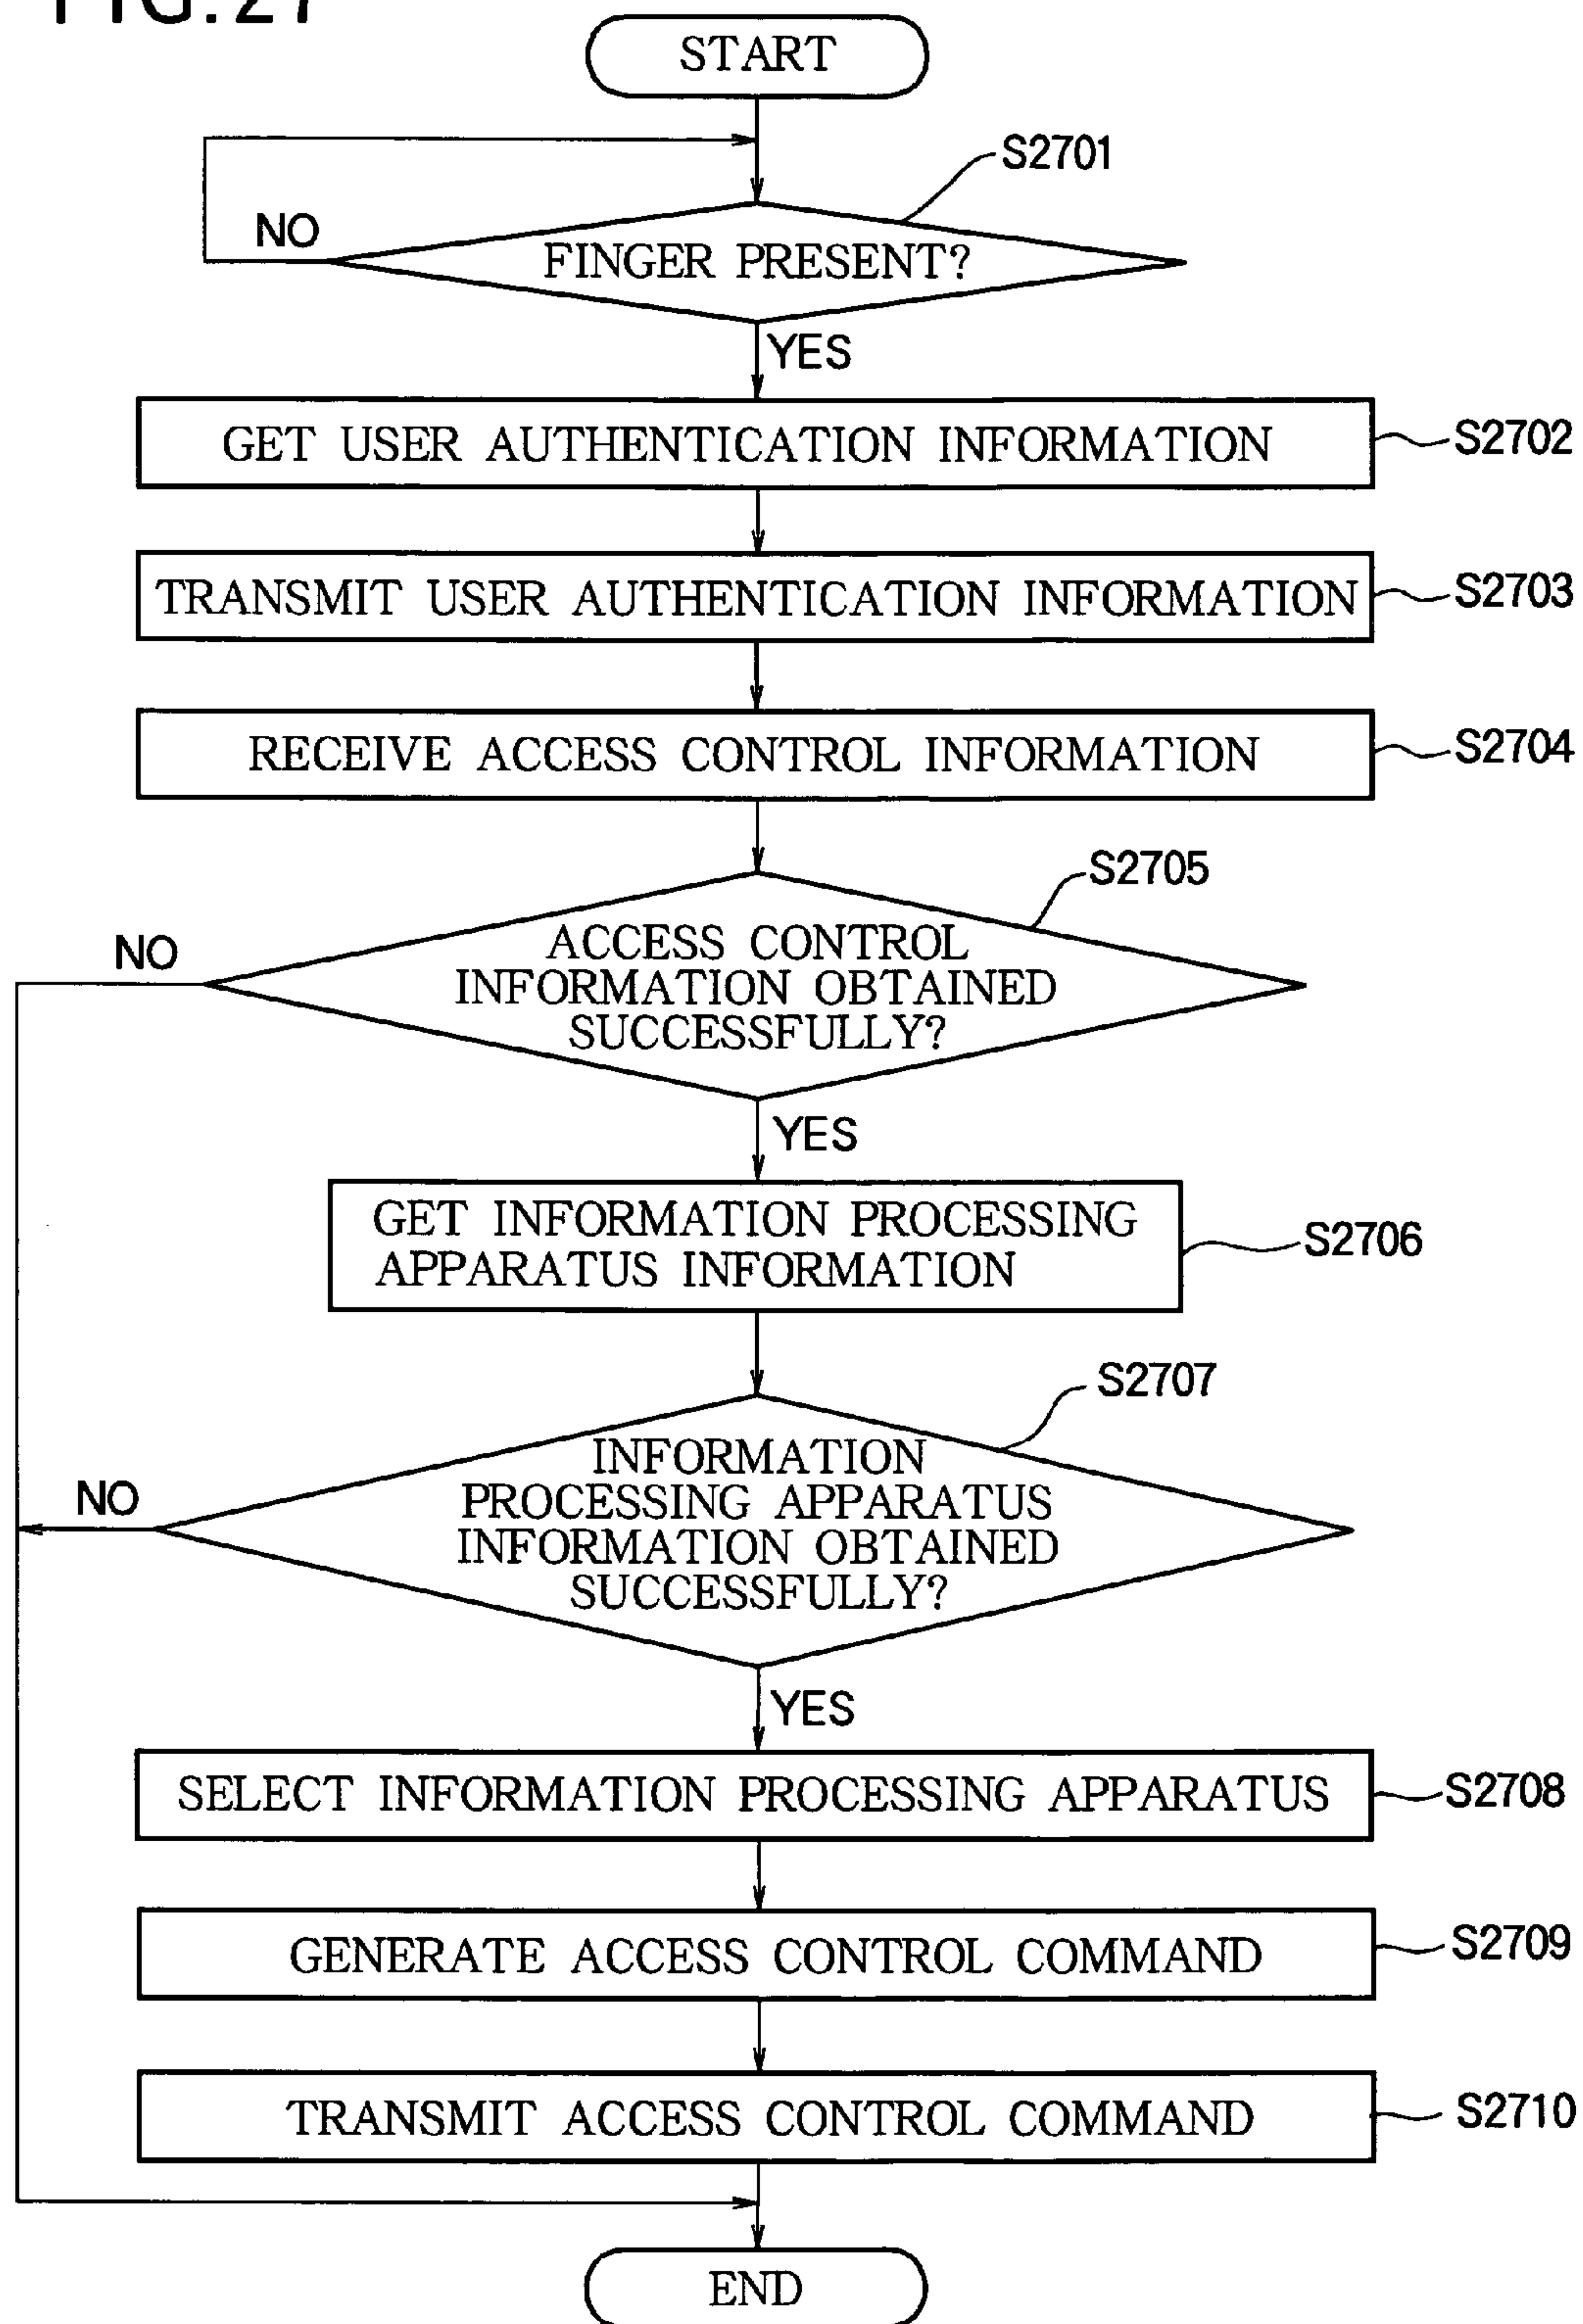 FIG.27
START
S2701
NO
FINGER PRESENT?
YES
GET USER AUTHENTICATION INFORMATION
S2702
TRANSMIT USER AUTHENTICATION INFORMATION
S2703
RECEIVE ACCESS CONTROL INFORMATION
S2704
S2705
NO
ACCESS CONTROL
INFORMATION OBTAINED
SUCCESSFULLY?
YES
GET INFORMATION PROCESSING
APPARATUS INFORMATION
S2706
S2707
NO
INFORMATION
PROCESSING APPARATUS
INFORMATION OBTAINED
SUCCESSFULLY?
YES
SELECT INFORMATION PROCESSING APPARATUS
S2708
GENERATE ACCESS CONTROL COMMAND
S2709
TRANSMIT ACCESS CONTROL COMMAND
S2710
END